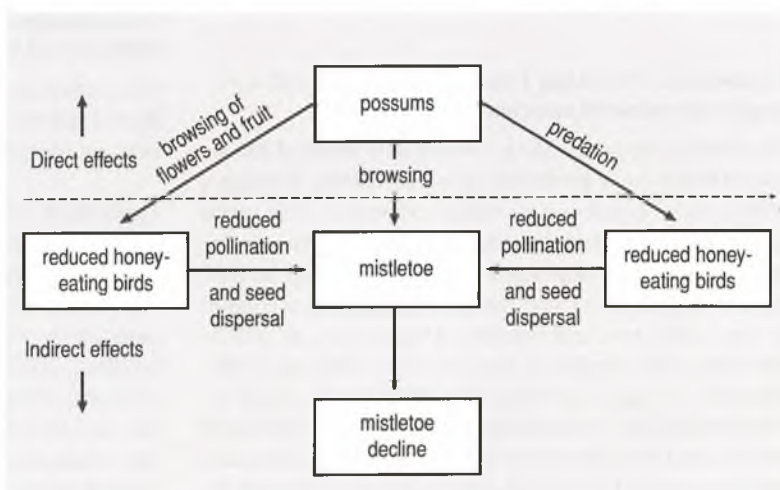 possums
browsing of
flowers and fruit
predation
Direct effects
browsing
reduced honey-
eating birds
reduced
pollination
and seed
dispersal
mistletoe
reduced
pollination
and seed
dispersal
reduced honey-
eating birds
Indirect effects
mistletoe
decline